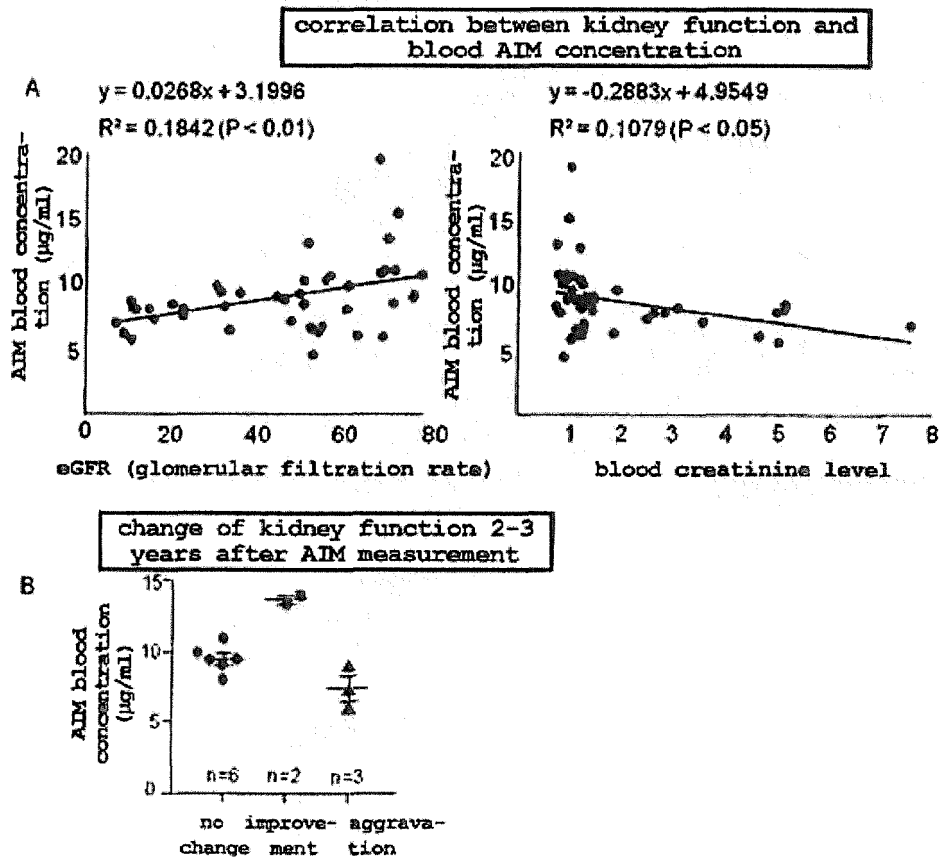 correlation between kidney function and
blood AIM concentration
A
y = 0.0268x + 3.1996
R² = 0.1842 (P < 0.01)
AIM blood concentra-
tion (µg/ml)
20
15
10
5
0 20 40 60 80
eGFR (glomerular filtration rate)
y = -0.2883x + 4.9549
R² = 0.1079 (P < 0.05)
AIM blood concentra-
tion (µg/ml)
20
15
10
5
1 2 3 4 5 6 7 8
blood creatinine level
change of kidney function 2-3
years after AIM measurement
B
AIM blood
concentration
(µg/ml)
15
10
5
0
n=6 n=2 n=3
no improve- aggrava-
change ment tion